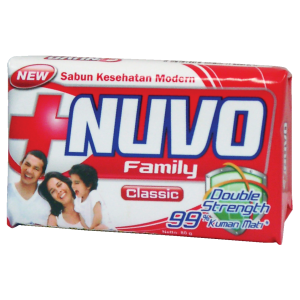 NEW
Sabun Kesehatan Modern
NUVO
Family
Classic
Double
Strength
99%
Kuman Mati*